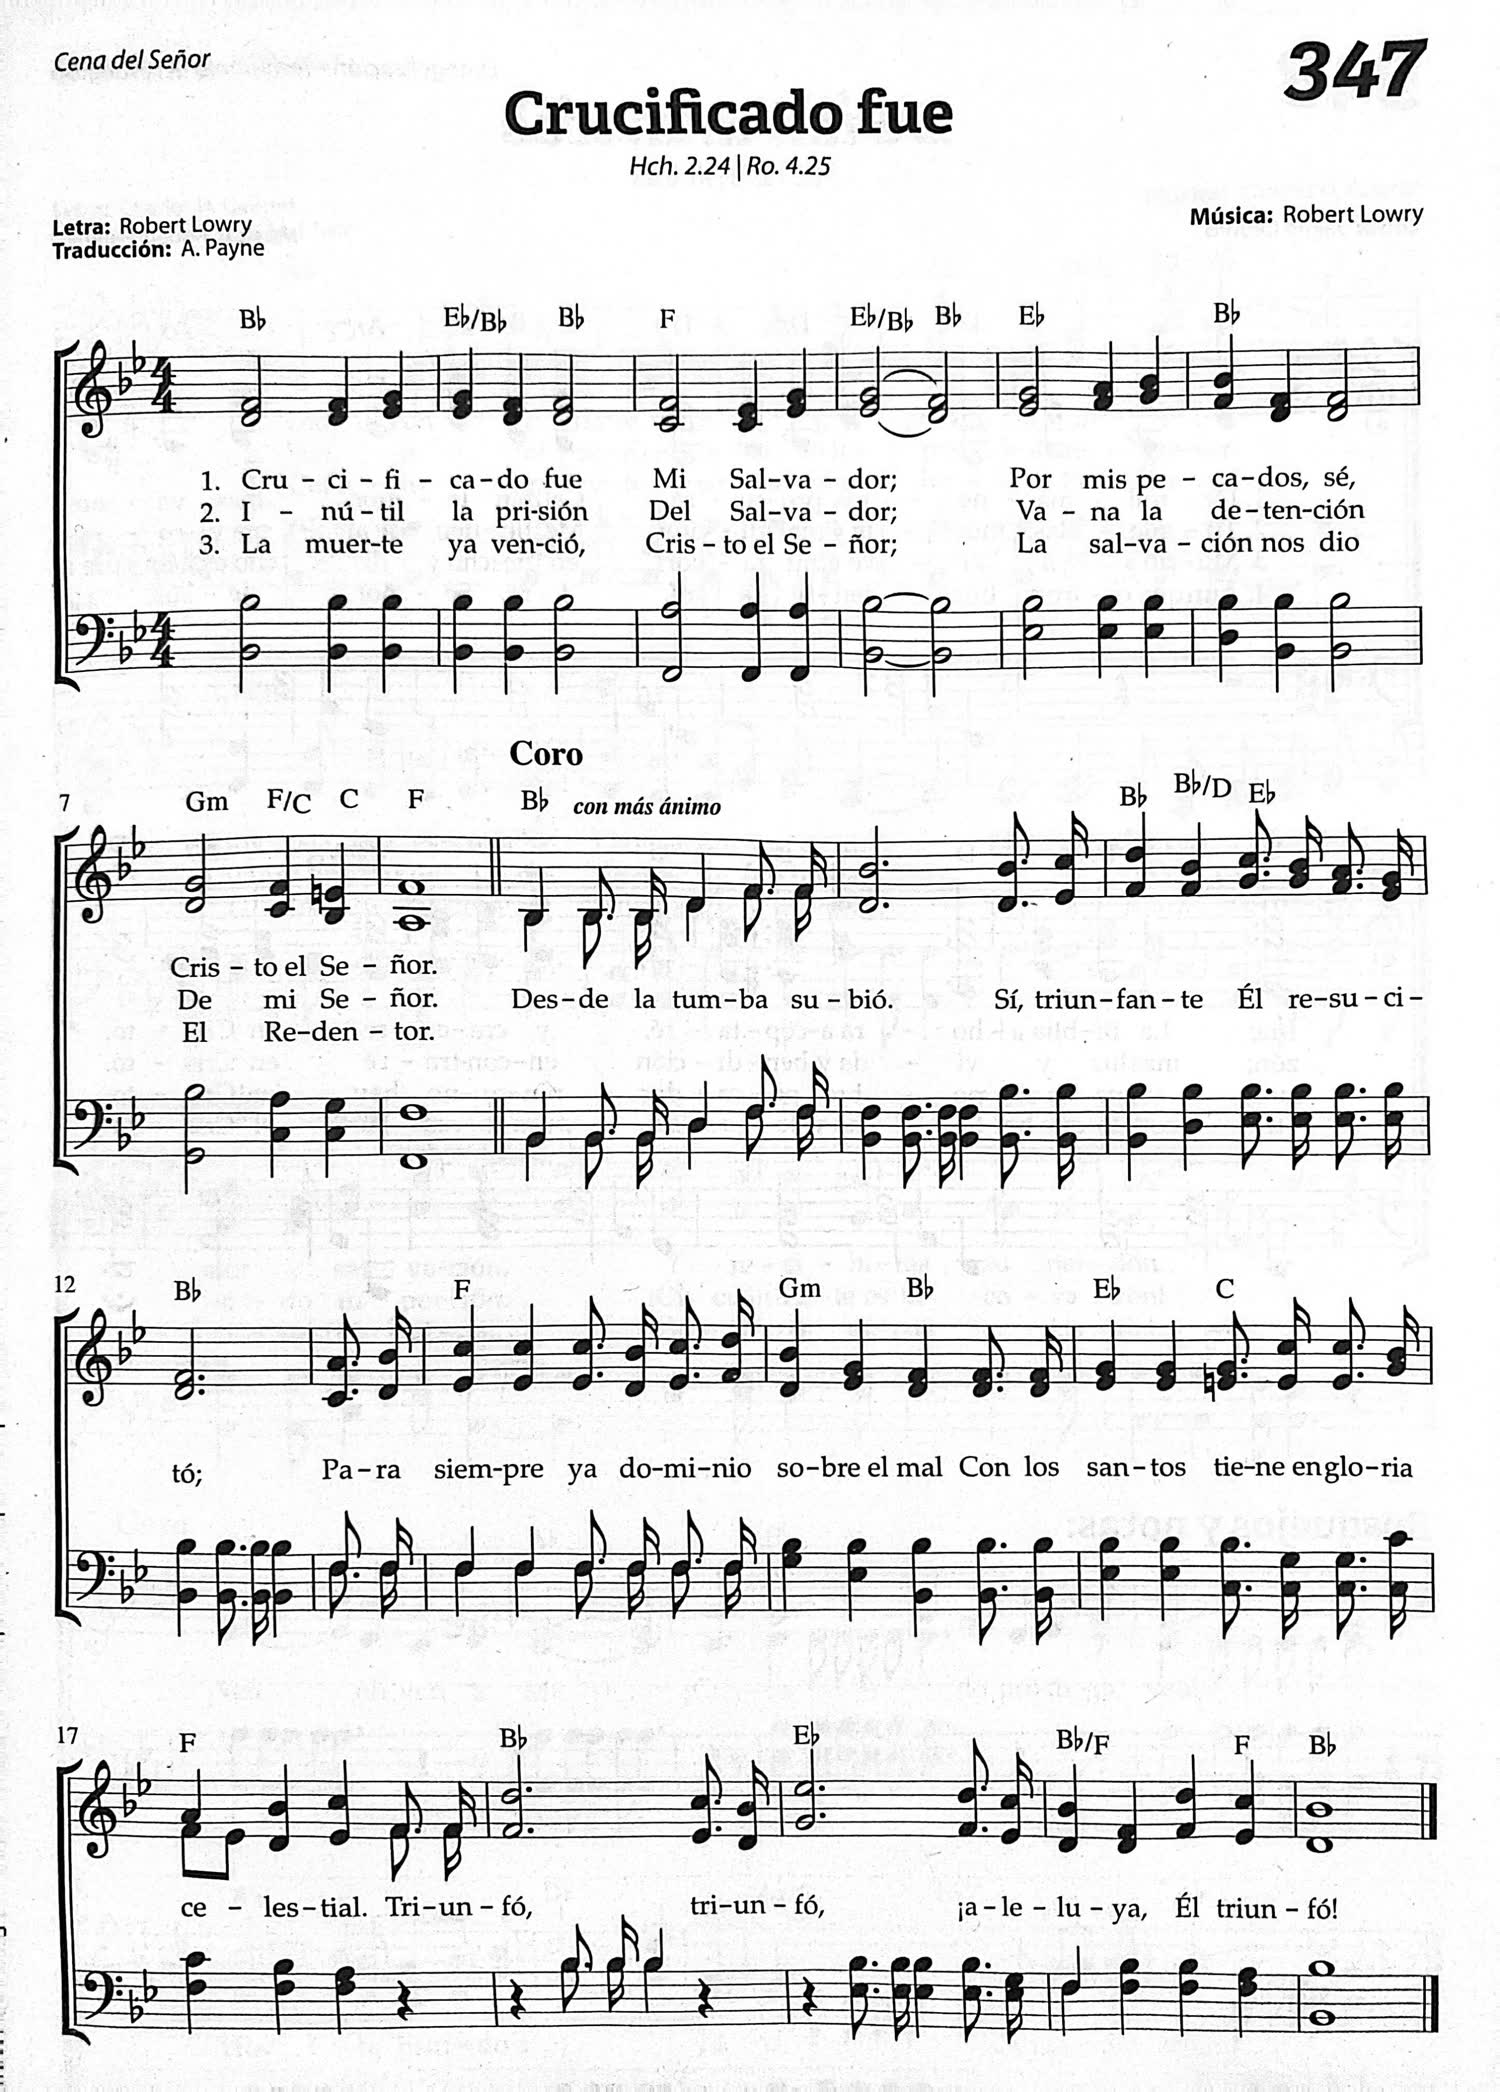 Cena del Señor
347
Crucificado fue
Hch. 2.24 | Ro. 4.25
Letra: Robert Lowry
Traducción: A. Payne
Música: Robert Lowry
B♭ E♭/B♭ B♭ F E♭/B♭ B♭ E♭ B♭
4 4
1. Cru – ci – fi – ca–do fue Mi Sal–va – dor; Por mis pe – ca–dos, sé,
2. I – nú–til la pri–sión Del Sal–va – dor; Va – na la de–ten–ción
3. La muer–te ya ven–ció, Cris – to el Se – ñor; La sal–va – ción nos dio
4 4
Coro
7 Gm F/C C F B♭ con más ánimo B♭ B♭/D E♭
Cris – to el Se – ñor.
De mi Se – ñor. Des–de la tum–ba su–bió. Sí, triun–fan–te Él re–su–ci–
El Re–den – tor.
12 B♭ F Gm B♭ E♭ C
tó; Pa–ra siem–pre ya do–mi–nio so–bre el mal Con los san–tos tie–ne en glo–ria
17 F B♭ E♭ B♭/F F B♭
ce – les–tial. Tri–un – fó, tri–un – fó, ¡a–le – lu – ya, Él triun – fó!